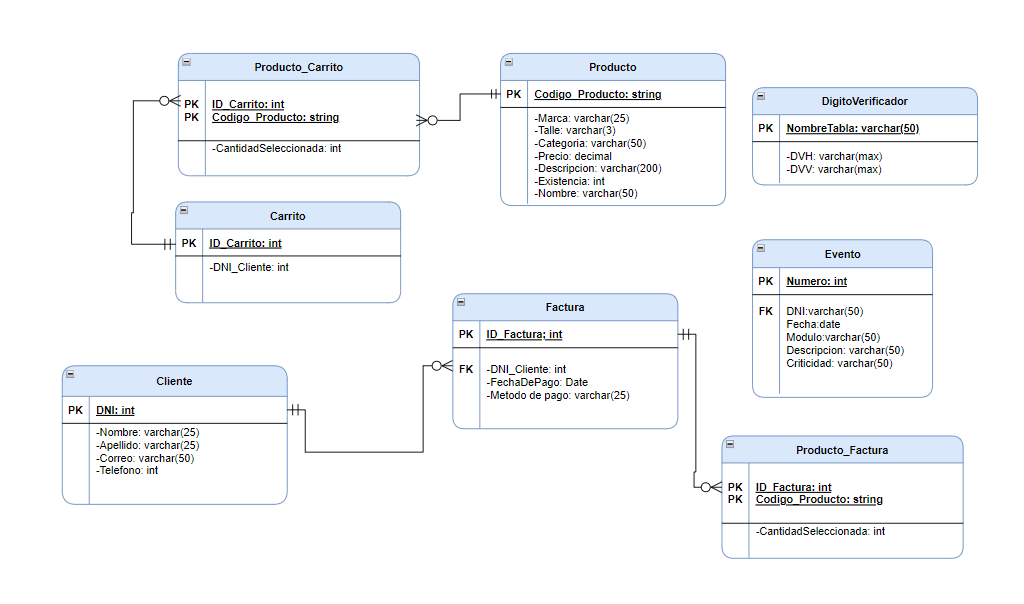 Producto_Carrito
PK ID_Carrito: int
PK Codigo_Producto: string
-CantidadSeleccionada: int
Producto
PK Codigo_Producto: string
-Marca: varchar(25)
-Talle: varchar(3)
-Categoria: varchar(50)
-Precio: decimal
-Descripcion: varchar(200)
-Existencia: int
-Nombre: varchar(50)
DigitoVerificador
PK NombreTabla: varchar(50)
-DVH: varchar(max)
-DVV: varchar(max)
Carrito
PK ID_Carrito: int
-DNI_Cliente: int
Evento
PK Numero: int
FK DNI:varchar(50)
Fecha:date
Modulo:varchar(50)
Descripcion: varchar(50)
Criticidad: varchar(50)
Factura
PK ID_Factura; int
FK -DNI_Cliente: int
-FechaDePago: Date
-Metodo de pago: varchar(25)
Cliente
PK DNI: int
-Nombre: varchar(25)
-Apellido: varchar(25)
-Correo: varchar(50)
-Telefono: int
Producto_Factura
PK ID_Factura: int
PK Codigo_Producto: string
-CantidadSeleccionada: int